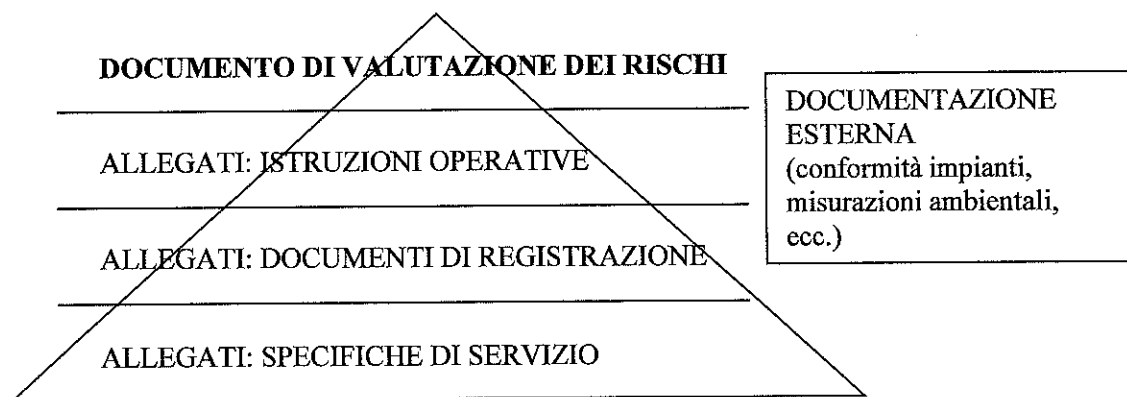 DOCUMENTO DI VALUTAZIONE DEI RISCHI
ALLEGATI: ISTRUZIONI OPERATIVE
ALLEGATI: DOCUMENTI DI REGISTRAZIONE
ALLEGATI: SPECIFICHE DI SERVIZIO
DOCUMENTAZIONE
ESTERNA
(conformità impianti,
misurazioni ambientali,
ecc.)